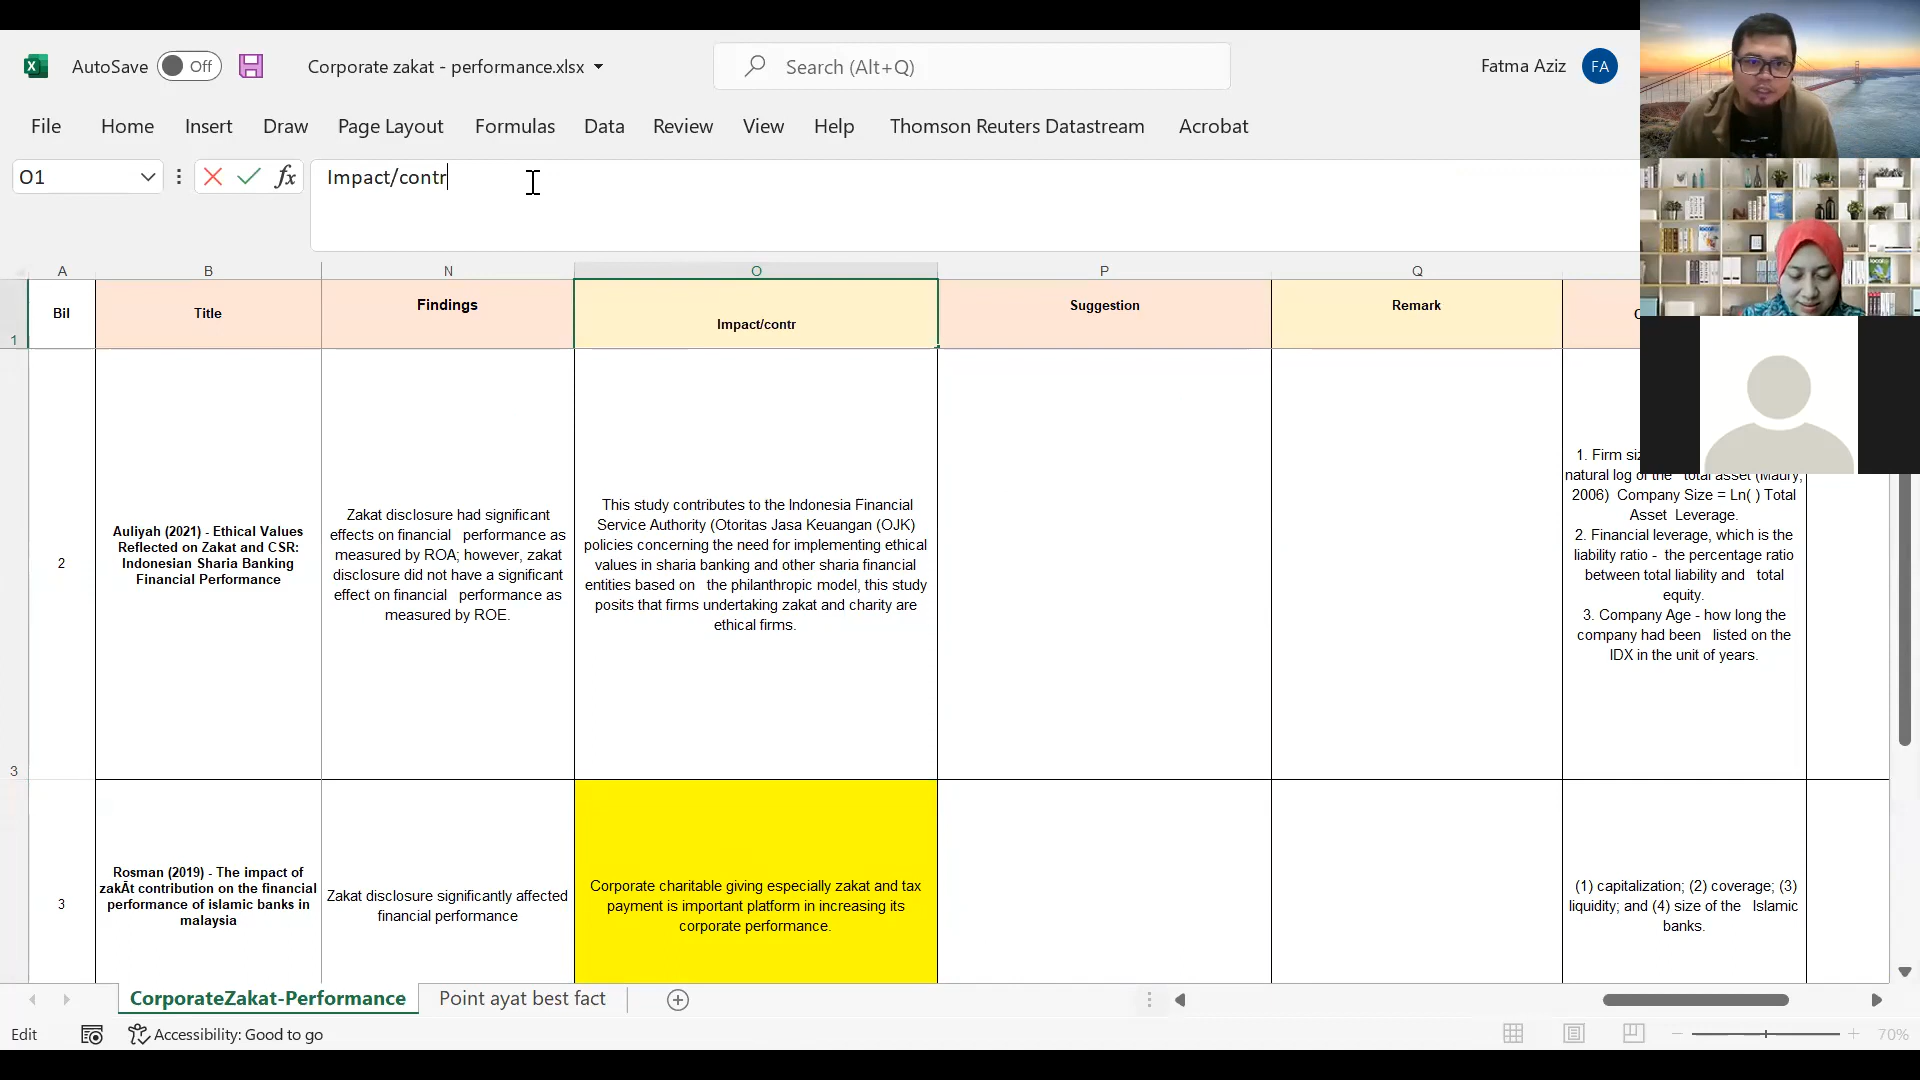 AutoSave Off Corporate zakat - performance.xlsx Search (Alt+Q) Fatma Aziz FA
File Home Insert Draw Page Layout Formulas Data Review View Help Thomson Reuters Datastream Acrobat
O1 fx Impact/contr
A B N O P Q
1 Bil Title Findings Impact/contr Suggestion Remark
2
Auliyah (2021) - Ethical Values
Reflected on Zakat and CSR:
Indonesian Sharia Banking
Financial Performance
Zakat disclosure had significant
effects on financial performance as
measured by ROA; however, zakat
disclosure did not have a significant
effect on financial performance as
measured by ROE.
This study contributes to the Indonesia Financial
Service Authority (Otoritas Jasa Keuangan (OJK)
policies concerning the need for implementing ethical
values in sharia banking and other sharia financial
entities based on the philanthropic model, this study
posits that firms undertaking zakat and charity are
ethical firms.
1. Firm
natural log of the total asset (Maury,
2006) Company Size = Ln( ) Total
Asset Leverage.
2. Financial leverage, which is the
liability ratio - the percentage ratio
between total liability and total
equity.
3. Company Age - how long the
company had been listed on the
IDX in the unit of years.
3
3
Rosman (2019) - The impact of
zakÃt contribution on the financial
performance of islamic banks in
malaysia
Zakat disclosure significantly affected
financial performance
Corporate charitable giving especially zakat and tax
payment is important platform in increasing its
corporate performance.
(1) capitalization; (2) coverage; (3)
liquidity; and (4) size of the Islamic
banks.
CorporateZakat-Performance Point ayat best fact
Edit Accessibility: Good to go 70%